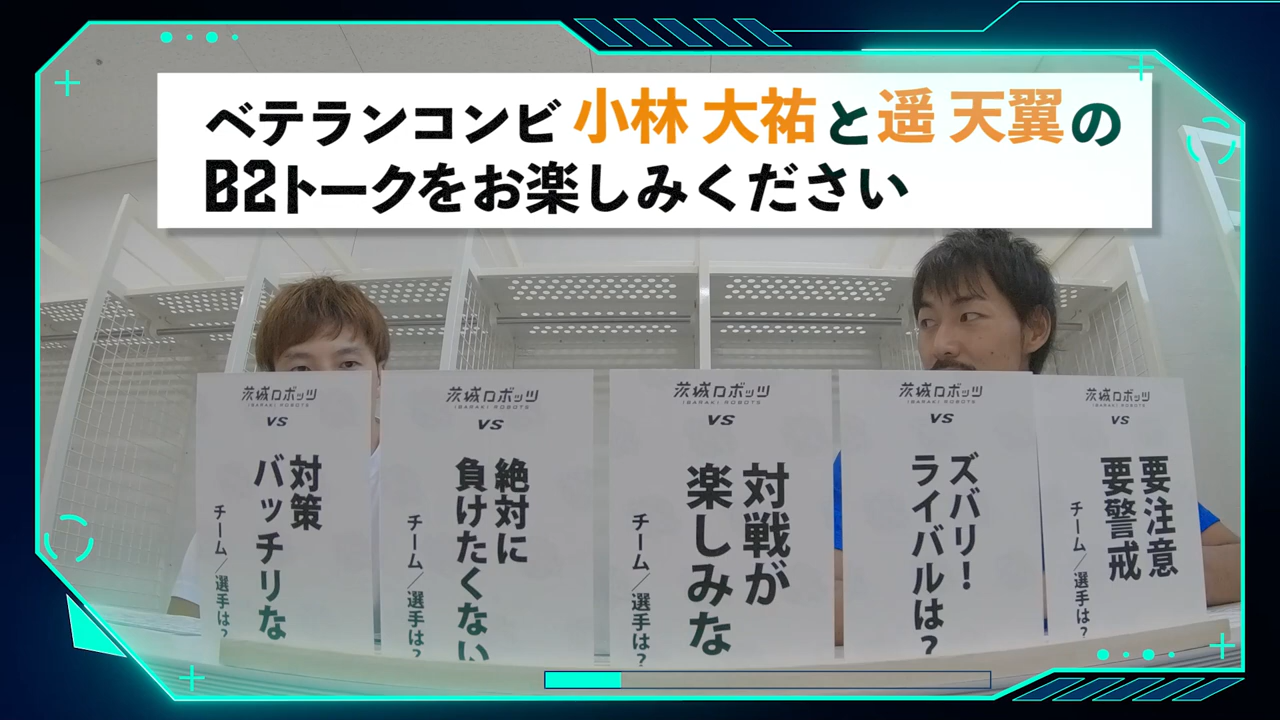 ベテランコンビ 小林 大祐と遥 天翼の
B2トークをお楽しみください
茨城ロボッツ
IBARAKI ROBOTS
VS
対策
バッチリな
チーム／選手は？
茨城ロボッツ
IBARAKI ROBOTS
VS
絶対に
負けたくない
チーム／選手は？
茨城ロボッツ
IBARAKI ROBOTS
VS
対戦が
楽しみな
チーム／選手は？
茨城ロボッツ
IBARAKI ROBOTS
VS
ズバリ！
ライバルは？
茨城ロボッツ
IBARAKI ROBOTS
VS
要注意
要警戒
チーム／選手は？